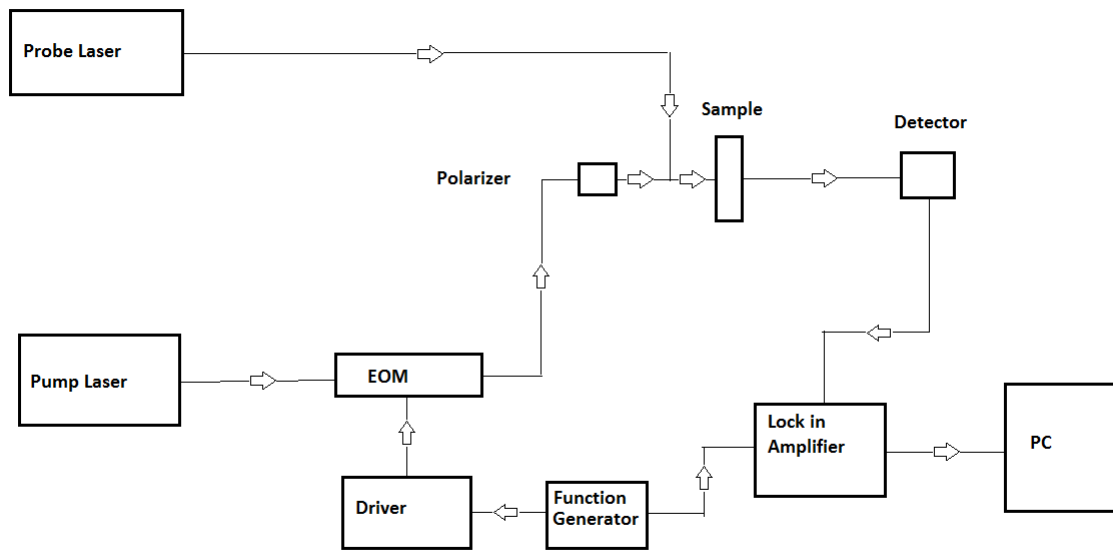 Probe Laser
Sample
Detector
Polarizer
Pump Laser
EOM
Lock in
Amplifier
PC
Driver
Function
Generator